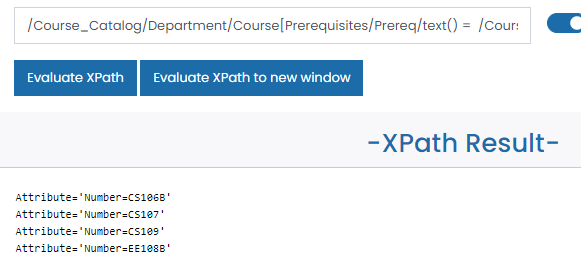 /Course_Catalog/Department/Course[Prerequisites/Prereq/text() = /Cours
Evaluate XPath Evaluate XPath to new window
-XPath Result-
Attribute='Number=CS106B'
Attribute='Number=CS107'
Attribute='Number=CS109'
Attribute='Number=EE108B'